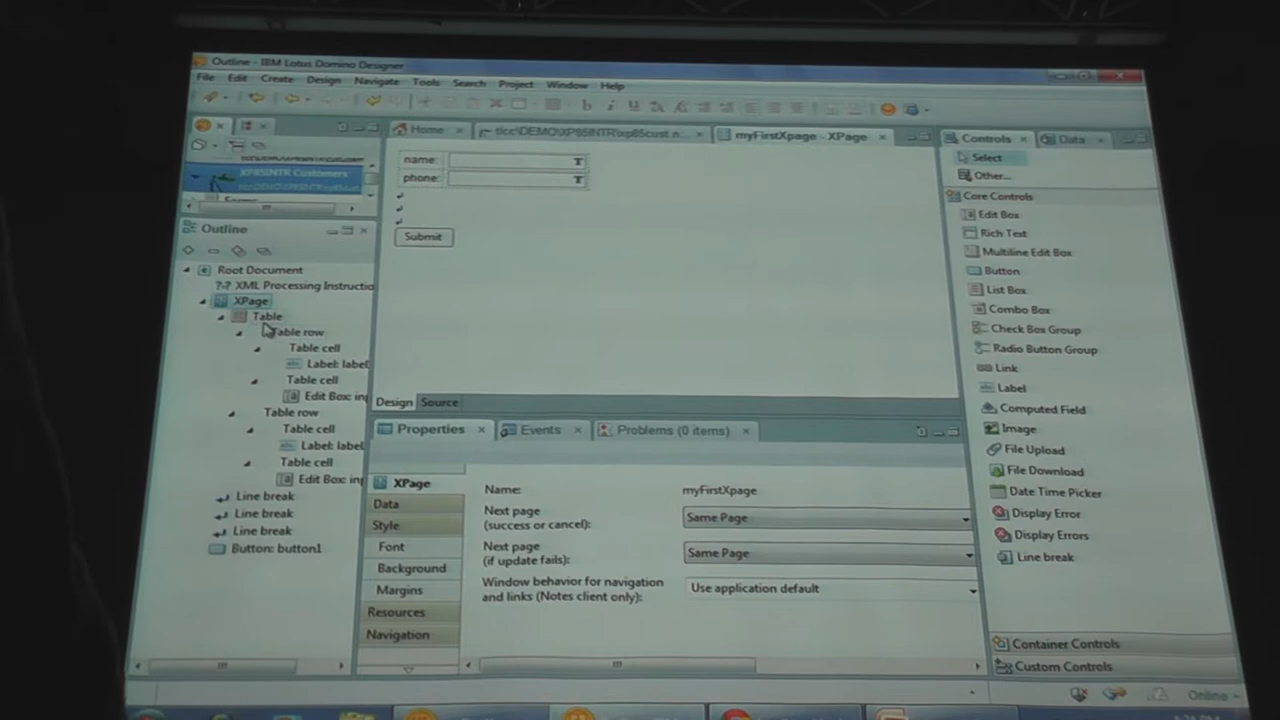 Outline - IBM Lotus Domino Designer
File Edit Create Design Navigate Tools Search Project Window Help
Home
tlcc\DEMO\XP85INTR\xp85cust.n...
myFirstXpage - XPage
Controls
Data
XP85INTR Customers
Outline
Root Document
?-? XML Processing Instructio
XPage
Table
Table row
Table cell
Label: label
Table cell
Edit Box: in
Table row
Table cell
Label: label
Table cell
Edit Box: inp
Line break
Line break
Line break
Button: button1
name:
phone:
Submit
Design Source
Properties
Events
Problems (0 items)
XPage
Data
Style
Font
Background
Margins
Resources
Navigation
Name: myFirstXpage
Next page
(success or cancel): Same Page
Next page
(if update fails): Same Page
Window behavior for navigation
and links (Notes client only): Use application default
Select
Other...
Core Controls
Edit Box
Rich Text
Multiline Edit Box
Button
List Box
Combo Box
Check Box Group
Radio Button Group
Link
Label
Computed Field
Image
File Upload
File Download
Date Time Picker
Display Error
Display Errors
Line break
Container Controls
Custom Controls
Online